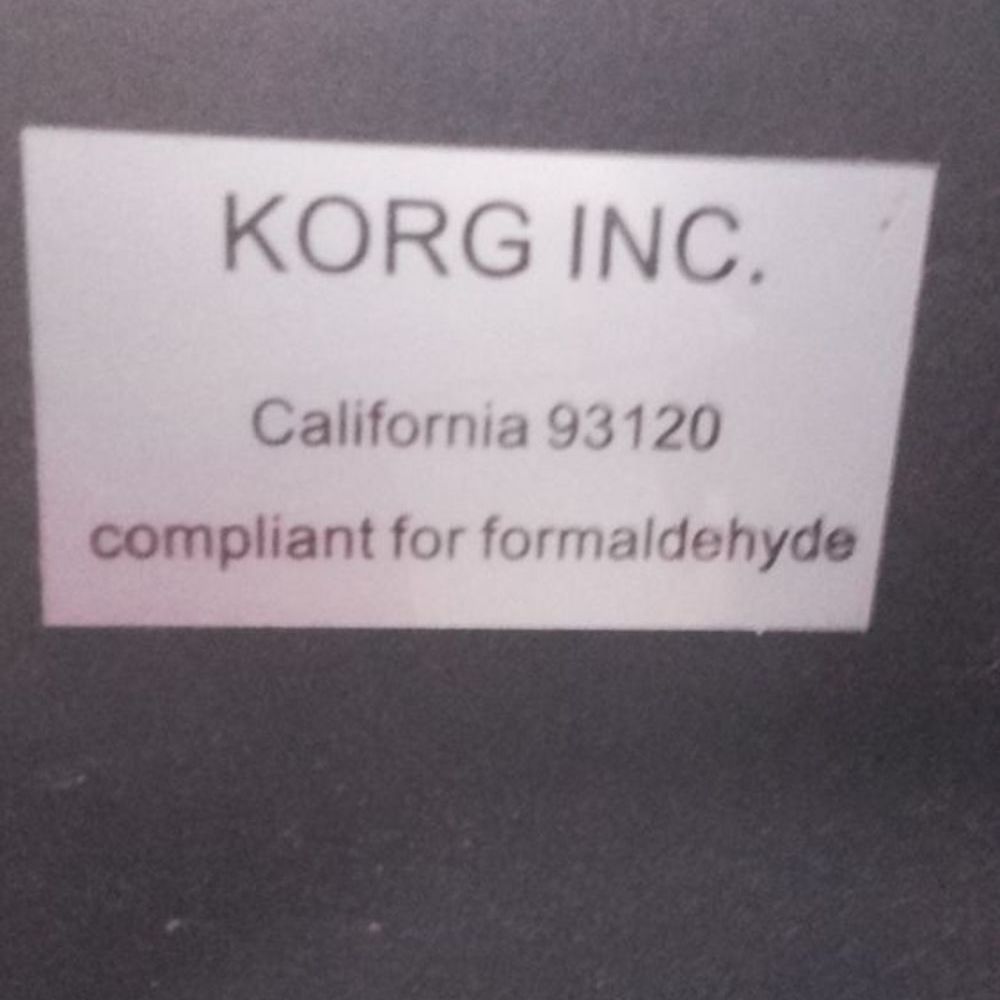 KORG INC.
California 93120
compliant for formaldehyde